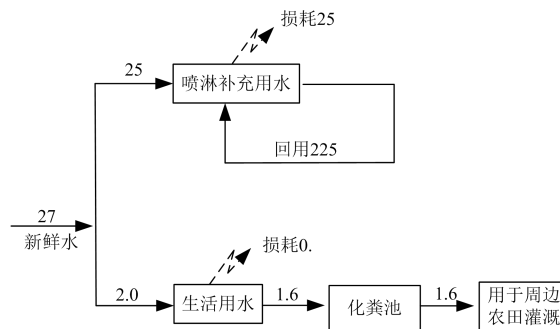 损耗25
25
喷淋补充用水
回用225
27
新鲜水
损耗0.
2.0
生活用水
1.6
化粪池
1.6
用于周边
农田灌溉